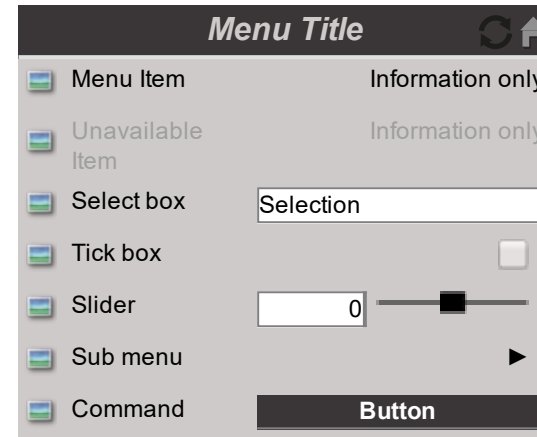 Menu Title
Menu Item Information only
Unavailable Information only
Item
Select box Selection
Tick box
Slider 0
Sub menu
Command Button